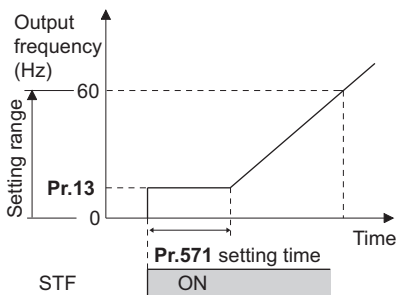 Output
frequency
(Hz)
60
Setting range
Pr.13
0
Time
Pr.571 setting time
STF
ON